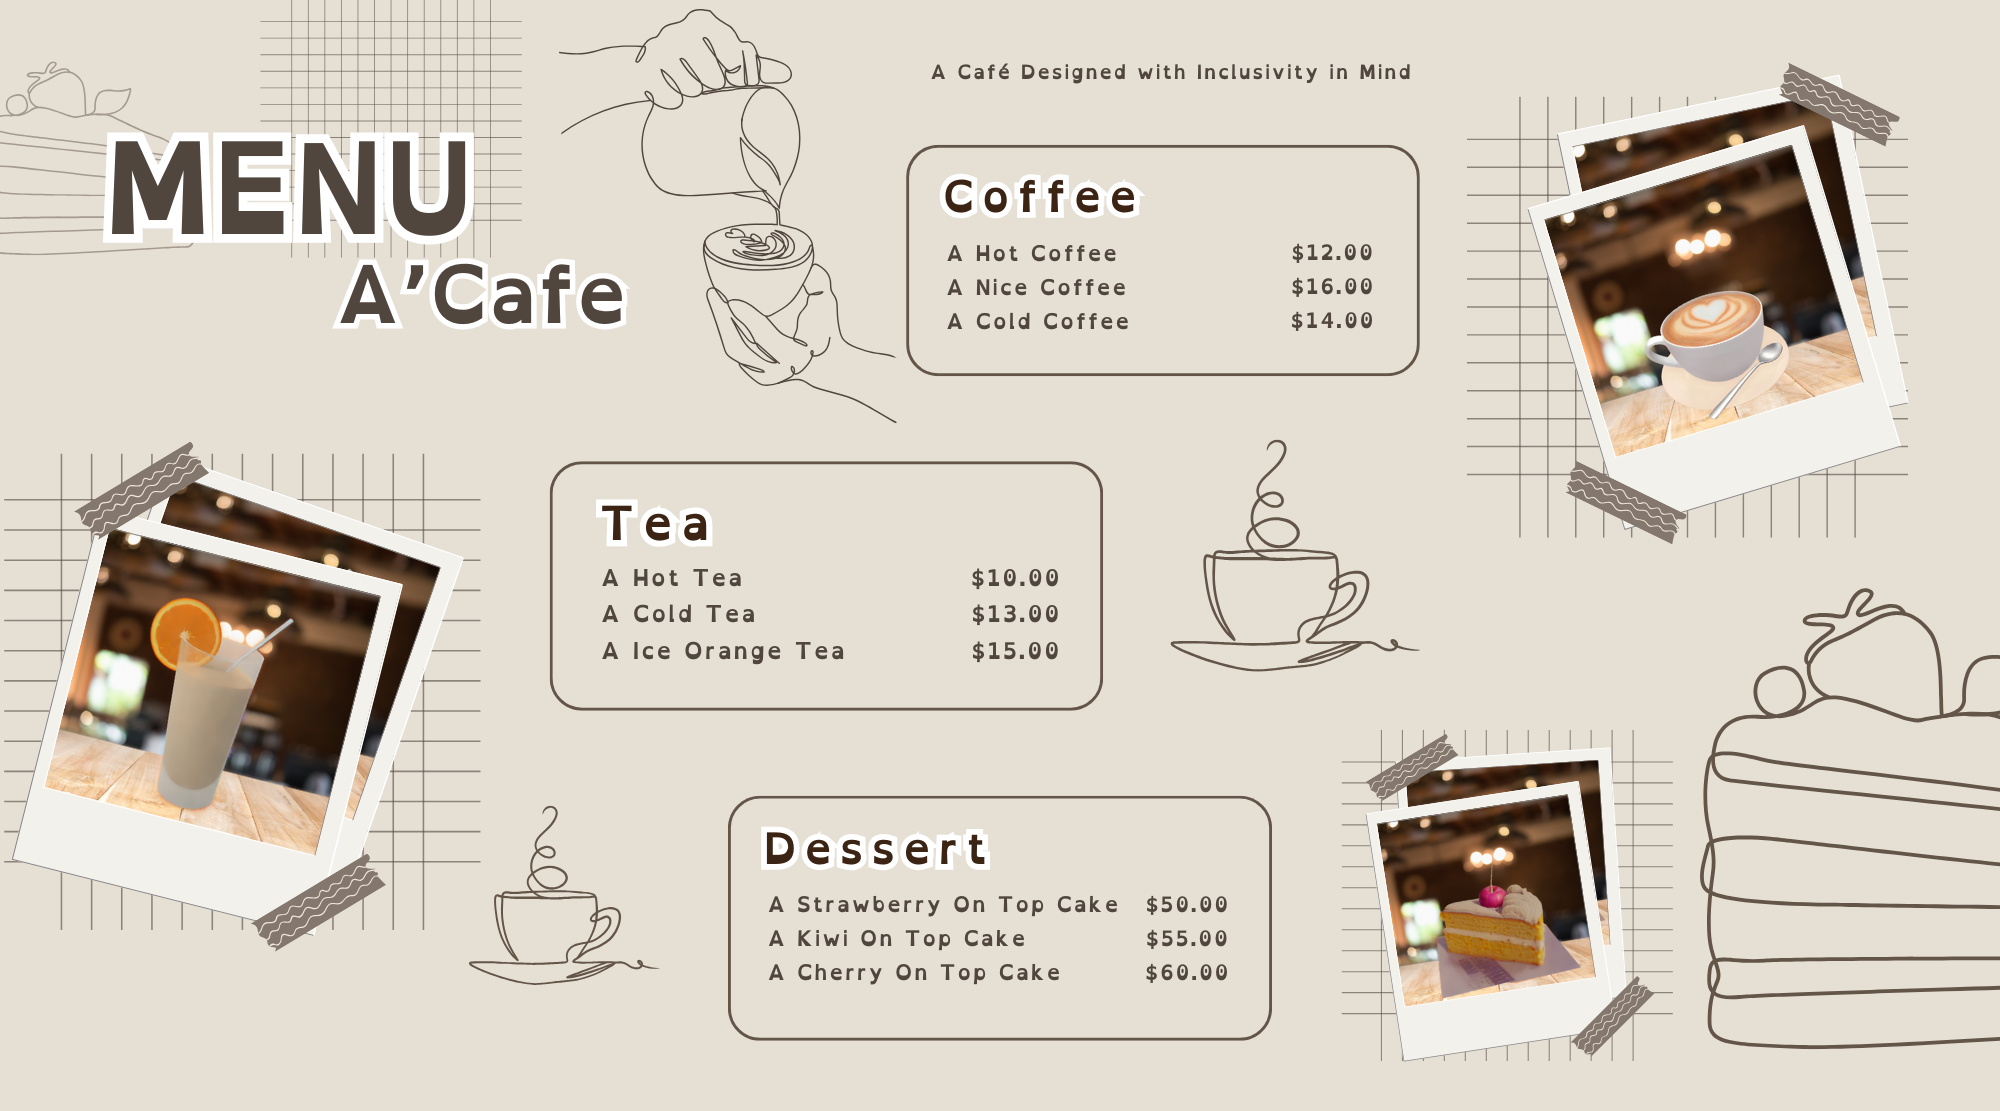 MENU
A'Cafe
A Café Designed with Inclusivity in Mind
Coffee
A Hot Coffee $12.00
A Nice Coffee $16.00
A Cold Coffee $14.00
Tea
A Hot Tea $10.00
A Cold Tea $13.00
A Ice Orange Tea $15.00
Dessert
A Strawberry On Top Cake $50.00
A Kiwi On Top Cake $55.00
A Cherry On Top Cake $60.00